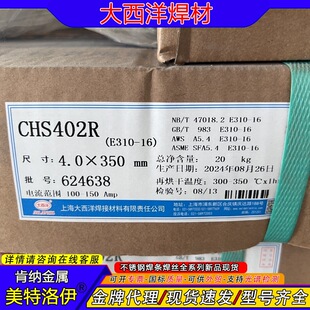 大西洋焊材
CHS402R
(E310-16)
NB/T 47018.2 E310-16
GB/T 983 E310-16
AWS A5.4 E310-16
ASME SFA5.4 E310-16
尺寸: 4.0×350 mm
批号: 624638
电流范围 100-150 Amp
总净含量: 20 kg
生产日期: 2024年08月26日
再烘干温度: 300-350℃×1h
检验号: 08/13
上海大西洋焊接材料有限责任公司
详情请咨询在线客服
不锈钢焊条焊丝全系列新品现货
肯纳金属
美特洛伊
金牌代理·现货速发·型号齐全